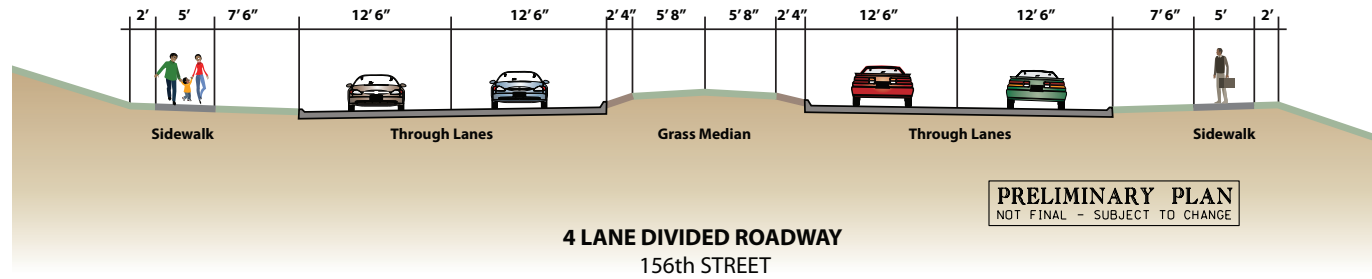 2’ 5’ 7’ 6” 12’ 6” 12’ 6” 2’ 4” 5’ 8” 5’ 8” 2’ 4” 12’ 6” 12’ 6” 7’ 6” 5’ 2’
Sidewalk Through Lanes Grass Median Through Lanes Sidewalk
PRELIMINARY PLAN
NOT FINAL – SUBJECT TO CHANGE
4 LANE DIVIDED ROADWAY
156th STREET